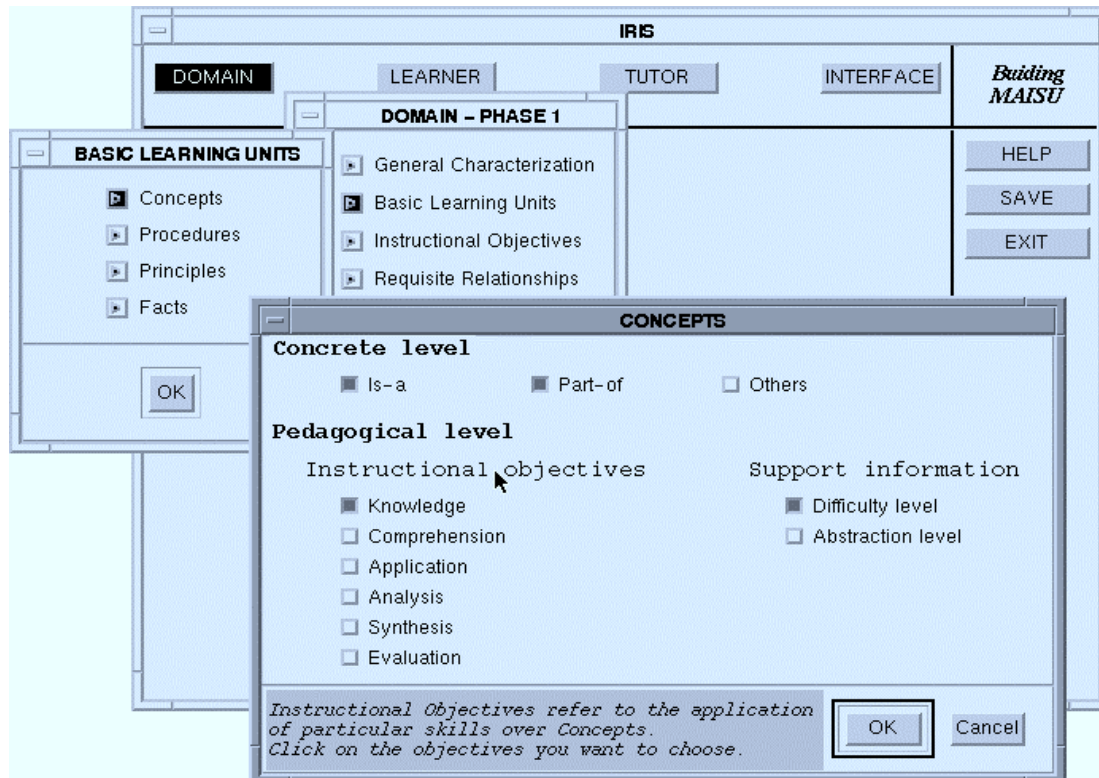 IRIS
DOMAIN LEARNER TUTOR INTERFACE
Buiding
MAISU
HELP
SAVE
EXIT
DOMAIN – PHASE 1
General Characterization
Basic Learning Units
Instructional Objectives
Requisite Relationships
BASIC LEARNING UNITS
Concepts
Procedures
Principles
Facts
OK
CONCEPTS
Concrete level
Is-a Part-of Others
Pedagogical level
Instructional objectives Support information
Knowledge Difficulty level
Comprehension Abstraction level
Application
Analysis
Synthesis
Evaluation
Instructional Objectives refer to the application
of particular skills over Concepts.
Click on the objectives you want to choose.
OK Cancel